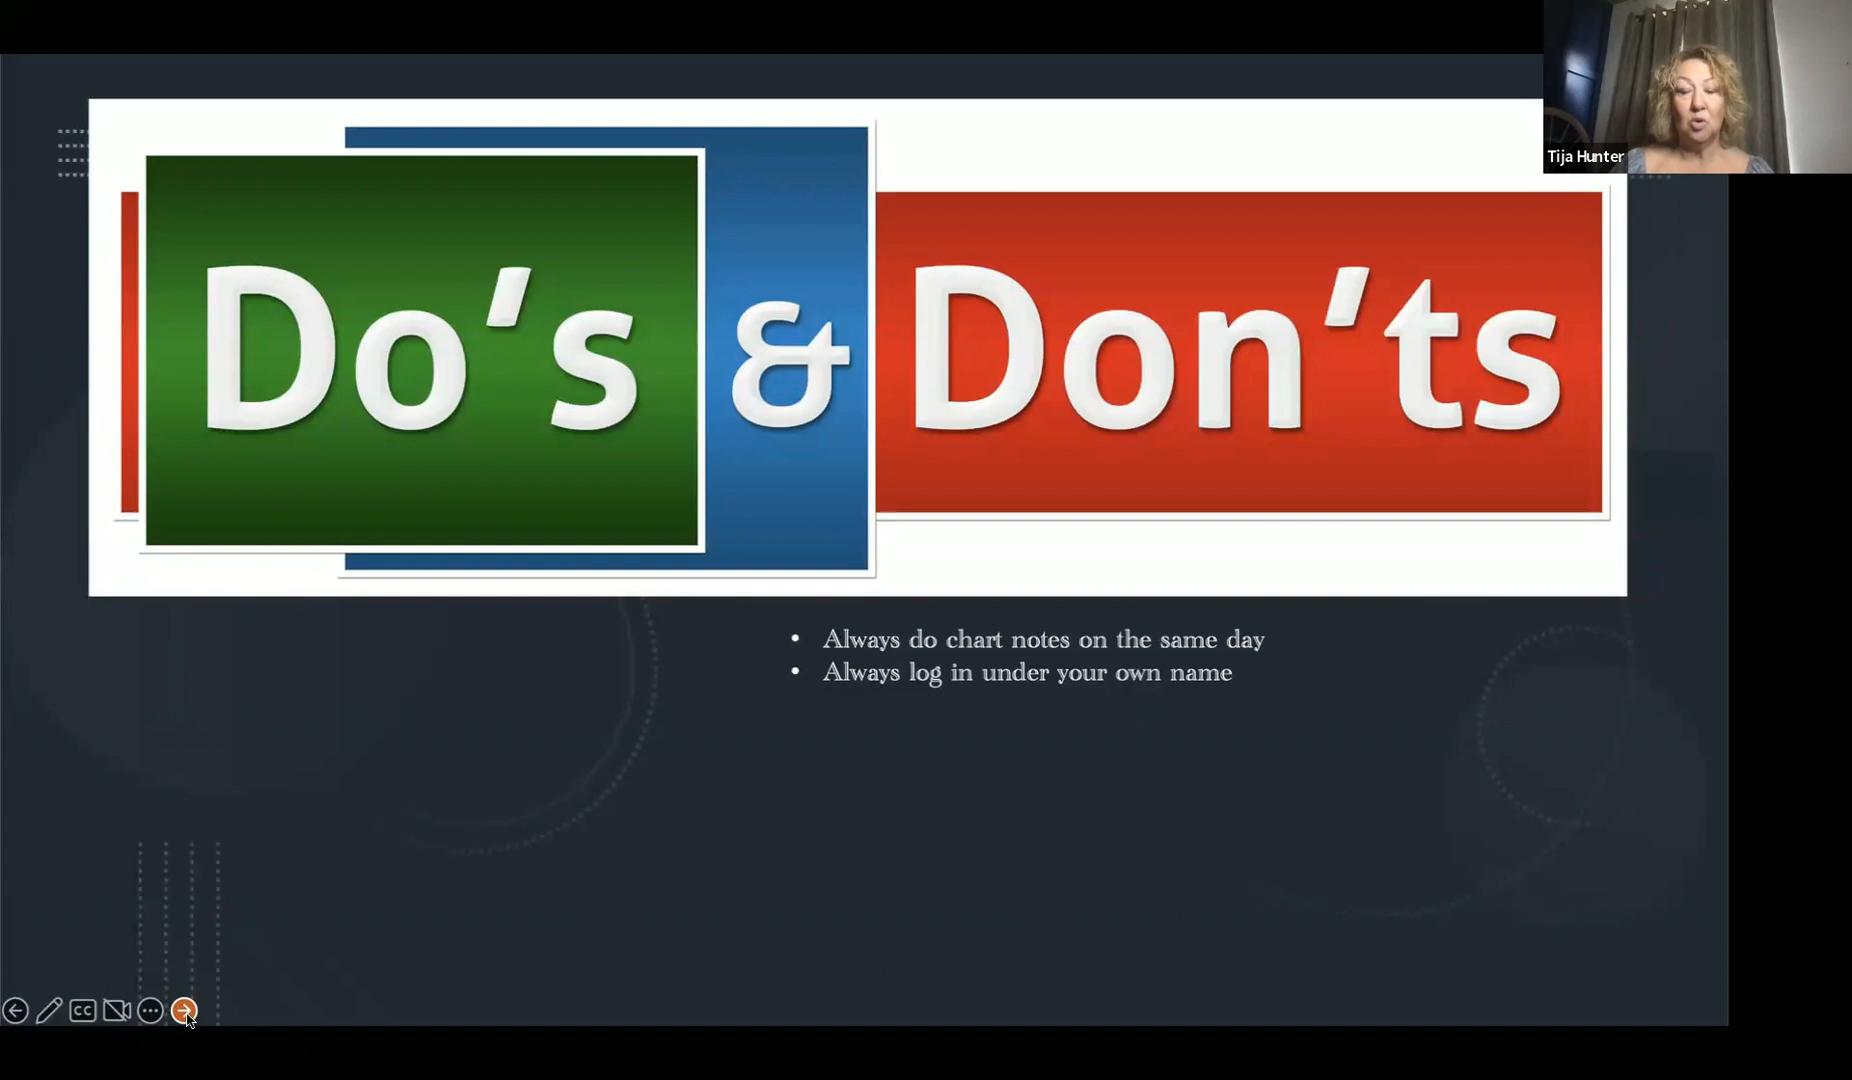 Tija Hunter
Do's & Don'ts
• Always do chart notes on the same day
• Always log in under your own name
CC